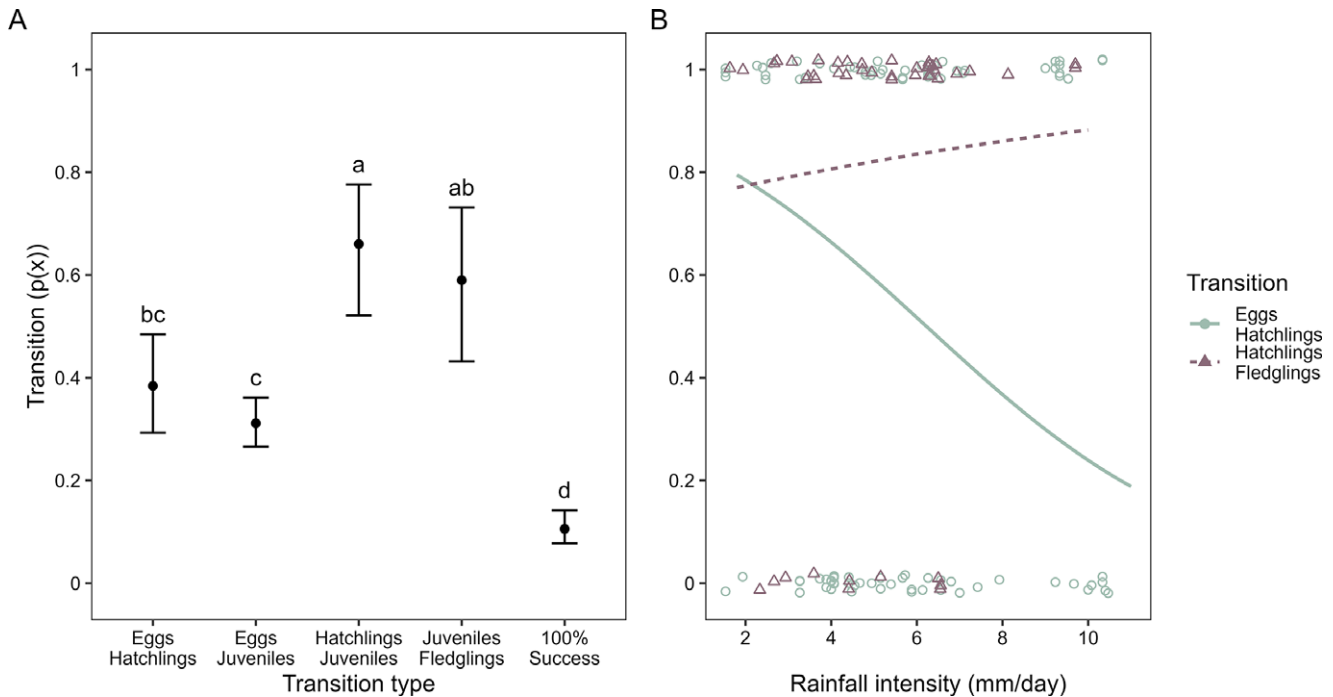 A
Transition (p(x))
1
0.8
0.6
0.4
0.2
0
bc
c
a
ab
d
Eggs
Hatchlings
Eggs
Juveniles
Hatchlings
Juveniles
Juveniles
Fledglings
100%
Success
Transition type
B
1
0.8
0.6
0.4
0.2
0
2
4
6
8
10
Rainfall intensity (mm/day)
Transition
Eggs
Hatchlings
Hatchlings
Fledglings